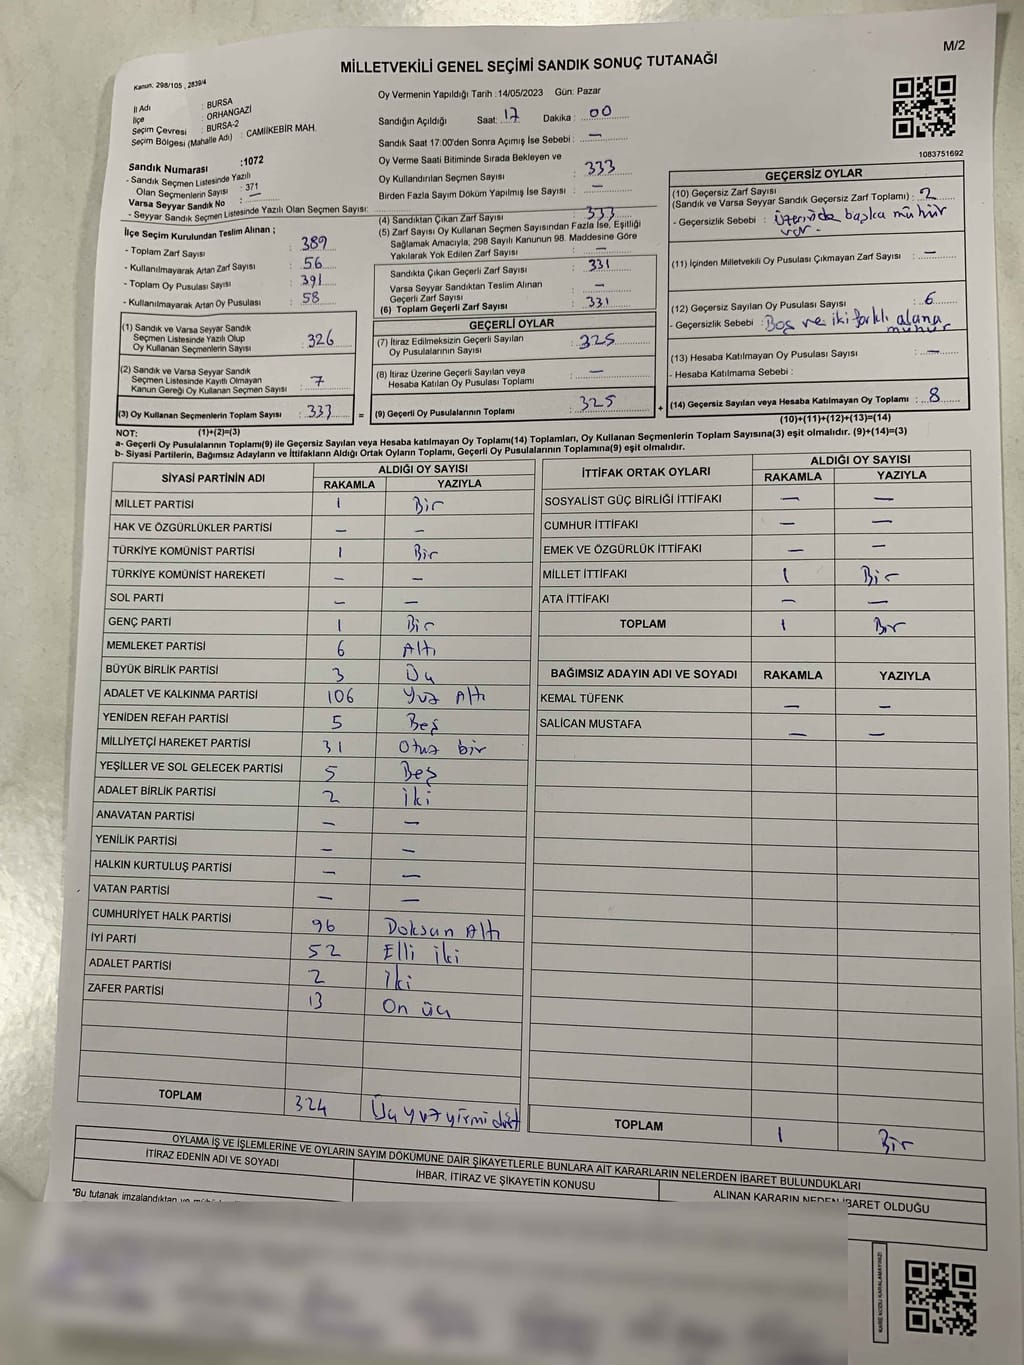 M/2
MİLLETVEKİLİ GENEL SEÇİMİ SANDIK SONUÇ TUTANAĞI
Kanun. 298/105 , 2839/4
İl Adı : BURSA
İlçe : ORHANGAZİ
Seçim Çevresi : BURSA-2
Seçim Bölgesi (Mahalle Adı) : CAMİİKEBİR MAH.
Sandık Numarası :1072
- Sandık Seçmen Listesinde Yazılı
Olan Seçmenlerin Sayısı : 371
Varsa Seyyar Sandık No : —
- Seyyar Sandık Seçmen Listesinde Yazılı Olan Seçmen Sayısı:
İlçe Seçim Kurulundan Teslim Alınan ;
- Toplam Zarf Sayısı : 389
- Kullanılmayarak Artan Zarf Sayısı : 56
- Toplam Oy Pusulası Sayısı : 391
- Kullanılmayarak Artan Oy Pusulası : 58
(1) Sandık ve Varsa Seyyar Sandık
Seçmen Listesinde Yazılı Olup
Oy Kullanan Seçmenlerin Sayısı : 326
(2) Sandık ve Varsa Seyyar Sandık
Seçmen Listesinde Kayıtlı Olmayan
Kanun Gereği Oy Kullanan Seçmen Sayısı : 7
(3) Oy Kullanan Seçmenlerin Toplam Sayısı : 333
(1)+(2)=(3)
Oy Vermenin Yapıldığı Tarih :14/05/2023 Gün: Pazar
Sandığın Açıldığı Saat: 17 Dakika : 00
Sandık Saat 17:00'den Sonra Açılmış İse Sebebi : —
Oy Verme Saati Bitiminde Sırada Bekleyen ve
Oy Kullandırılan Seçmen Sayısı : 333
Birden Fazla Sayım Döküm Yapılmış İse Sayısı : —
(4) Sandıktan Çıkan Zarf Sayısı : 333
(5) Zarf Sayısı Oy Kullanan Seçmen Sayısından Fazla İse, Eşitliği
Sağlamak Amacıyla, 298 Sayılı Kanunun 98. Maddesine Göre
Yakılarak Yok Edilen Zarf Sayısı : —
Sandıkta Çıkan Geçerli Zarf Sayısı : 331
Varsa Seyyar Sandıktan Teslim Alınan
Geçerli Zarf Sayısı : —
(6) Toplam Geçerli Zarf Sayısı : 331
GEÇERLİ OYLAR
(7) İtiraz Edilmeksizin Geçerli Sayılan
Oy Pusulalarının Sayısı : 325
(8) İtiraz Üzerine Geçerli Sayılan veya
Hesaba Katılan Oy Pusulası Toplamı : —
= (9) Geçerli Oy Pusulalarının Toplamı : 325 +
1083751692
GEÇERSİZ OYLAR
(10) Geçersiz Zarf Sayısı
(Sandık ve Varsa Seyyar Sandık Geçersiz Zarf Toplamı) : 2
- Geçersizlik Sebebi : Üzerinde başka mühür
var.
(11) İçinden Milletvekili Oy Pusulası Çıkmayan Zarf Sayısı : —
(12) Geçersiz Sayılan Oy Pusulası Sayısı : 6
- Geçersizlik Sebebi : Boş ve iki farklı alana
mühür
(13) Hesaba Katılmayan Oy Pusulası Sayısı : —
- Hesaba Katılmama Sebebi :
(14) Geçersiz Sayılan veya Hesaba Katılmayan Oy Toplamı : 8
(10)+(11)+(12)+(13)=(14)
NOT:
a- Geçerli Oy Pusulalarının Toplamı(9) ile Geçersiz Sayılan veya Hesaba katılmayan Oy Toplamı(14) Toplamları, Oy Kullanan Seçmenlerin Toplam Sayısına(3) eşit olmalıdır. (9)+(14)=(3)
b- Siyasi Partilerin, Bağımsız Adayların ve İttifakların Aldığı Ortak Oyların Toplamı, Geçerli Oy Pusulalarının Toplamına(9) eşit olmalıdır.
SİYASİ PARTİNİN ADI ALDIĞI OY SAYISI
RAKAMLA YAZIYLA
MİLLET PARTİSİ 1 Bir
HAK VE ÖZGÜRLÜKLER PARTİSİ — —
TÜRKİYE KOMÜNİST PARTİSİ 1 Bir
TÜRKİYE KOMÜNİST HAREKETİ — —
SOL PARTİ — —
GENÇ PARTİ 1 Bir
MEMLEKET PARTİSİ 6 Altı
BÜYÜK BİRLİK PARTİSİ 3 Üç
ADALET VE KALKINMA PARTİSİ 106 Yüz Altı
YENİDEN REFAH PARTİSİ 5 Beş
MİLLİYETÇİ HAREKET PARTİSİ 31 Otuz bir
YEŞİLLER VE SOL GELECEK PARTİSİ 5 Beş
ADALET BİRLİK PARTİSİ 2 İki
ANAVATAN PARTİSİ — —
YENİLİK PARTİSİ — —
HALKIN KURTULUŞ PARTİSİ — —
VATAN PARTİSİ — —
CUMHURİYET HALK PARTİSİ 96 Doksan Altı
İYİ PARTİ 52 Elli iki
ADALET PARTİSİ 2 İki
ZAFER PARTİSİ 13 On üç
TOPLAM 324 Üç yüz yirmi dört
İTTİFAK ORTAK OYLARI ALDIĞI OY SAYISI
RAKAMLA YAZIYLA
SOSYALİST GÜÇ BİRLİĞİ İTTİFAKI — —
CUMHUR İTTİFAKI — —
EMEK VE ÖZGÜRLÜK İTTİFAKI — —
MİLLET İTTİFAKI 1 Bir
ATA İTTİFAKI — —
TOPLAM 1 Bir
BAĞIMSIZ ADAYIN ADI VE SOYADI RAKAMLA YAZIYLA
KEMAL TÜFENK — —
SALİCAN MUSTAFA — —
TOPLAM 1 Bir
OYLAMA İŞ VE İŞLEMLERİNE VE OYLARIN SAYIM DÖKÜMÜNE DAİR ŞİKAYETLERLE BUNLARA AİT KARARLARIN NELERDEN İBARET BULUNDUKLARI
İTİRAZ EDENİN ADI VE SOYADI İHBAR, İTİRAZ VE ŞİKAYETİN KONUSU ALINAN KARARIN NEDEN İBARET OLDUĞU
"Bu tutanak imzalandıktan ve
KARE KODU KARALAMAYINIZ!